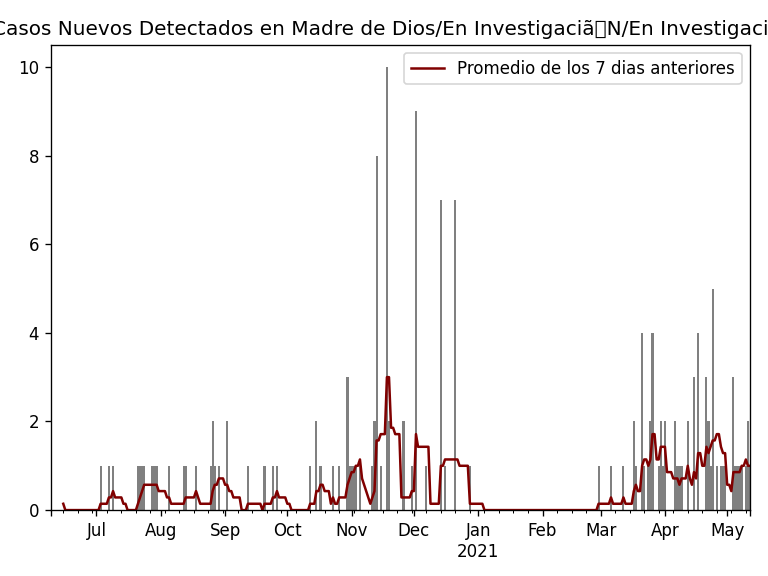 Casos Nuevos Detectados en Madre de Dios/En Investigaciã▯N/En Investigaci
Promedio de los 7 dias anteriores
10
8
6
4
2
0
Jul Aug Sep Oct Nov Dec Jan Feb Mar Apr May
2021